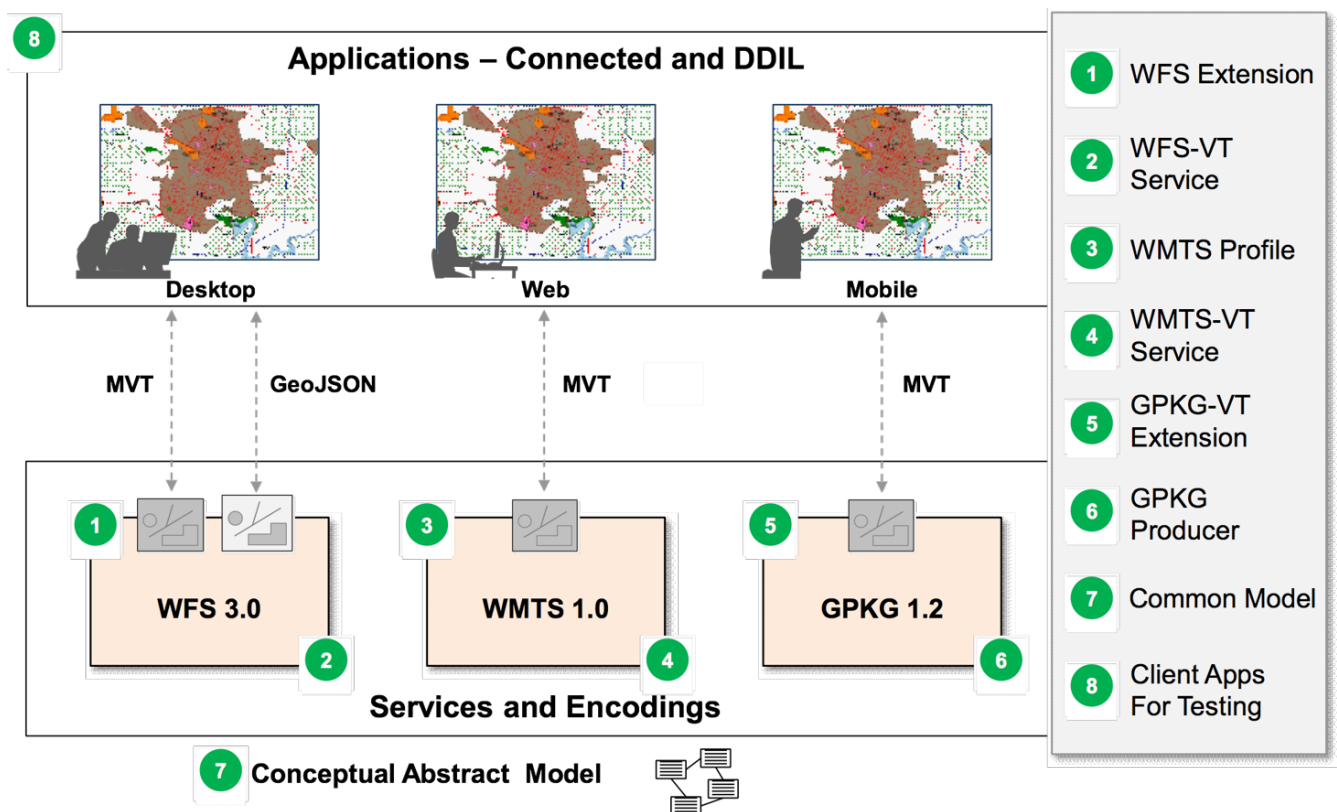 8
Applications – Connected and DDIL
Desktop
Web
Mobile
MVT
GeoJSON
MVT
MVT
1
3
5
WFS 3.0
WMTS 1.0
GPKG 1.2
2
4
6
Services and Encodings
7
Conceptual Abstract Model
1
WFS Extension
2
WFS-VT
Service
3
WMTS Profile
4
WMTS-VT
Service
5
GPKG-VT
Extension
6
GPKG
Producer
7
Common Model
8
Client Apps
For Testing